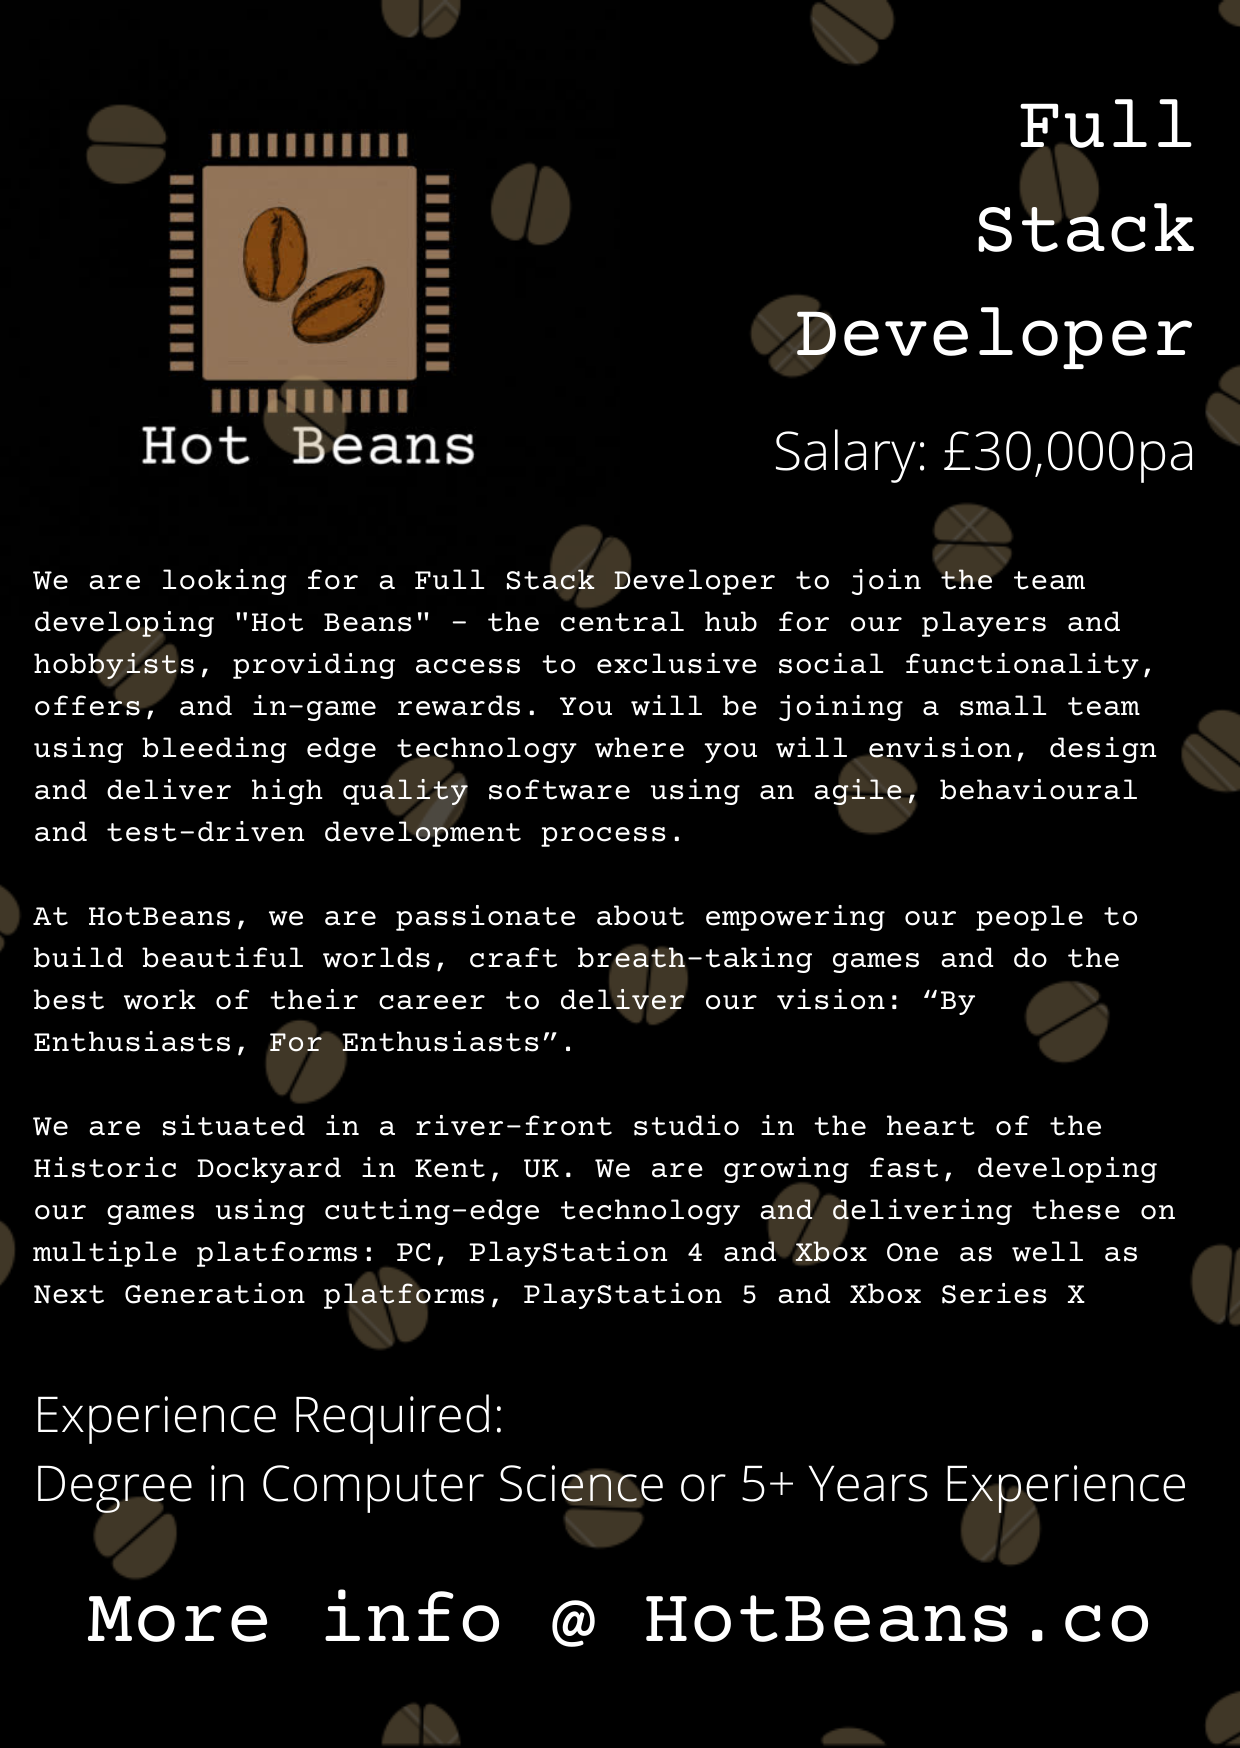 Full
Stack
Developer
Hot Beans
Salary: £30,000pa
We are looking for a Full Stack Developer to join the team
developing "Hot Beans" - the central hub for our players and
hobbyists, providing access to exclusive social functionality,
offers, and in-game rewards. You will be joining a small team
using bleeding edge technology where you will envision, design
and deliver high quality software using an agile, behavioural
and test-driven development process.
At HotBeans, we are passionate about empowering our people to
build beautiful worlds, craft breath-taking games and do the
best work of their career to deliver our vision: “By
Enthusiasts, For Enthusiasts”.
We are situated in a river-front studio in the heart of the
Historic Dockyard in Kent, UK. We are growing fast, developing
our games using cutting-edge technology and delivering these on
multiple platforms: PC, PlayStation 4 and Xbox One as well as
Next Generation platforms, PlayStation 5 and Xbox Series X
Experience Required:
Degree in Computer Science or 5+ Years Experience
More info @ HotBeans.co